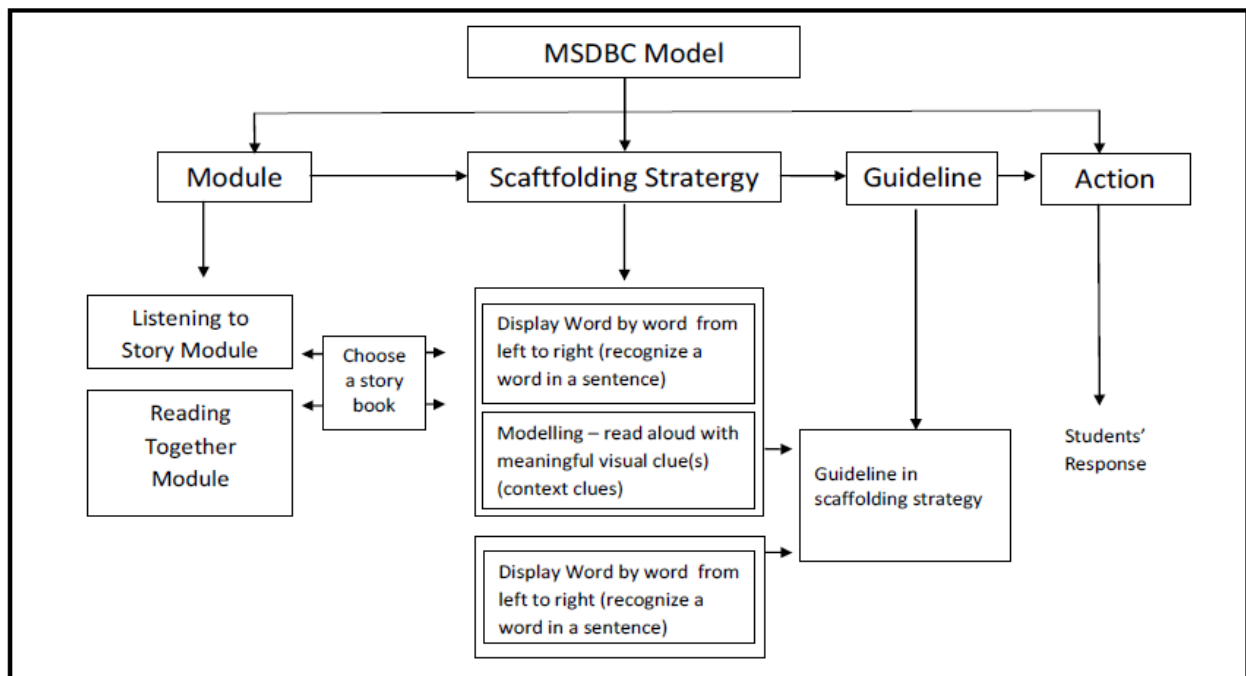 MSDBC Model
Module
Scaftfolding Stratergy
Guideline
Action
Listening to
Story Module
Reading
Together
Module
Choose
a story
book
Display Word by word from
left to right (recognize a
word in a sentence)
Modelling – read aloud with
meaningful visual clue(s)
(context clues)
Display Word by word from
left to right (recognize a
word in a sentence)
Guideline in
scaffolding strategy
Students'
Response